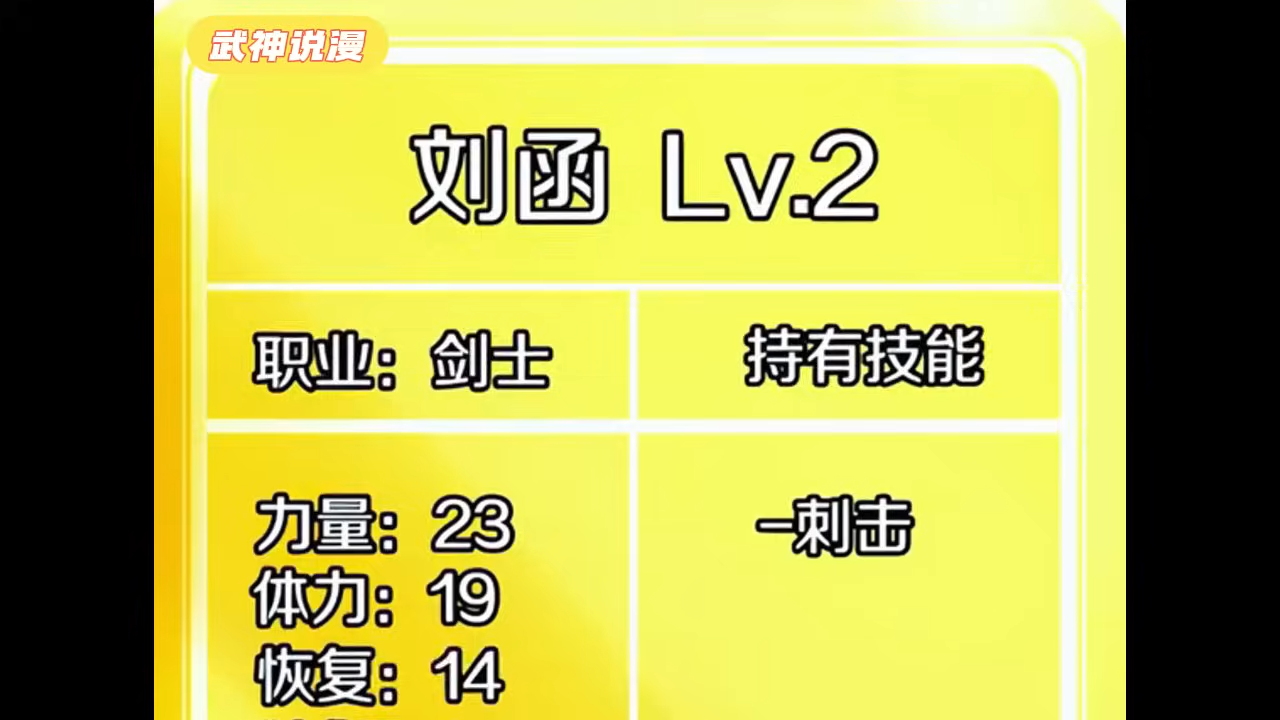 武神说漫
刘函 Lv.2
职业：剑士
持有技能
力量：23
体力：19
恢复：14
-刺击